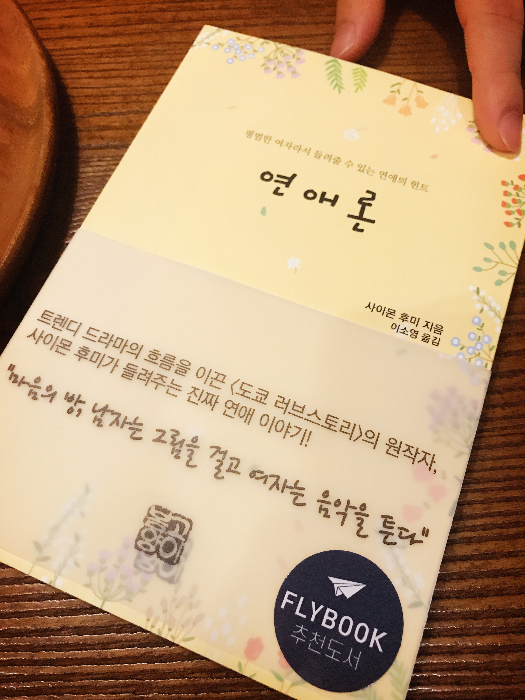 평범한 여자라서 들려줄 수 있는 연애의 힌트
연애론
사이몬 후미 지음
이소영 옮김
트렌디 드라마의 흐름을 이끈 〈도쿄 러브스토리〉의 원작자,
사이몬 후미가 들려주는 진짜 연애 이야기!
"마음의 방, 남자는 그림을 걸고 여자는 음악을 튼다"
FLYBOOK
추천도서